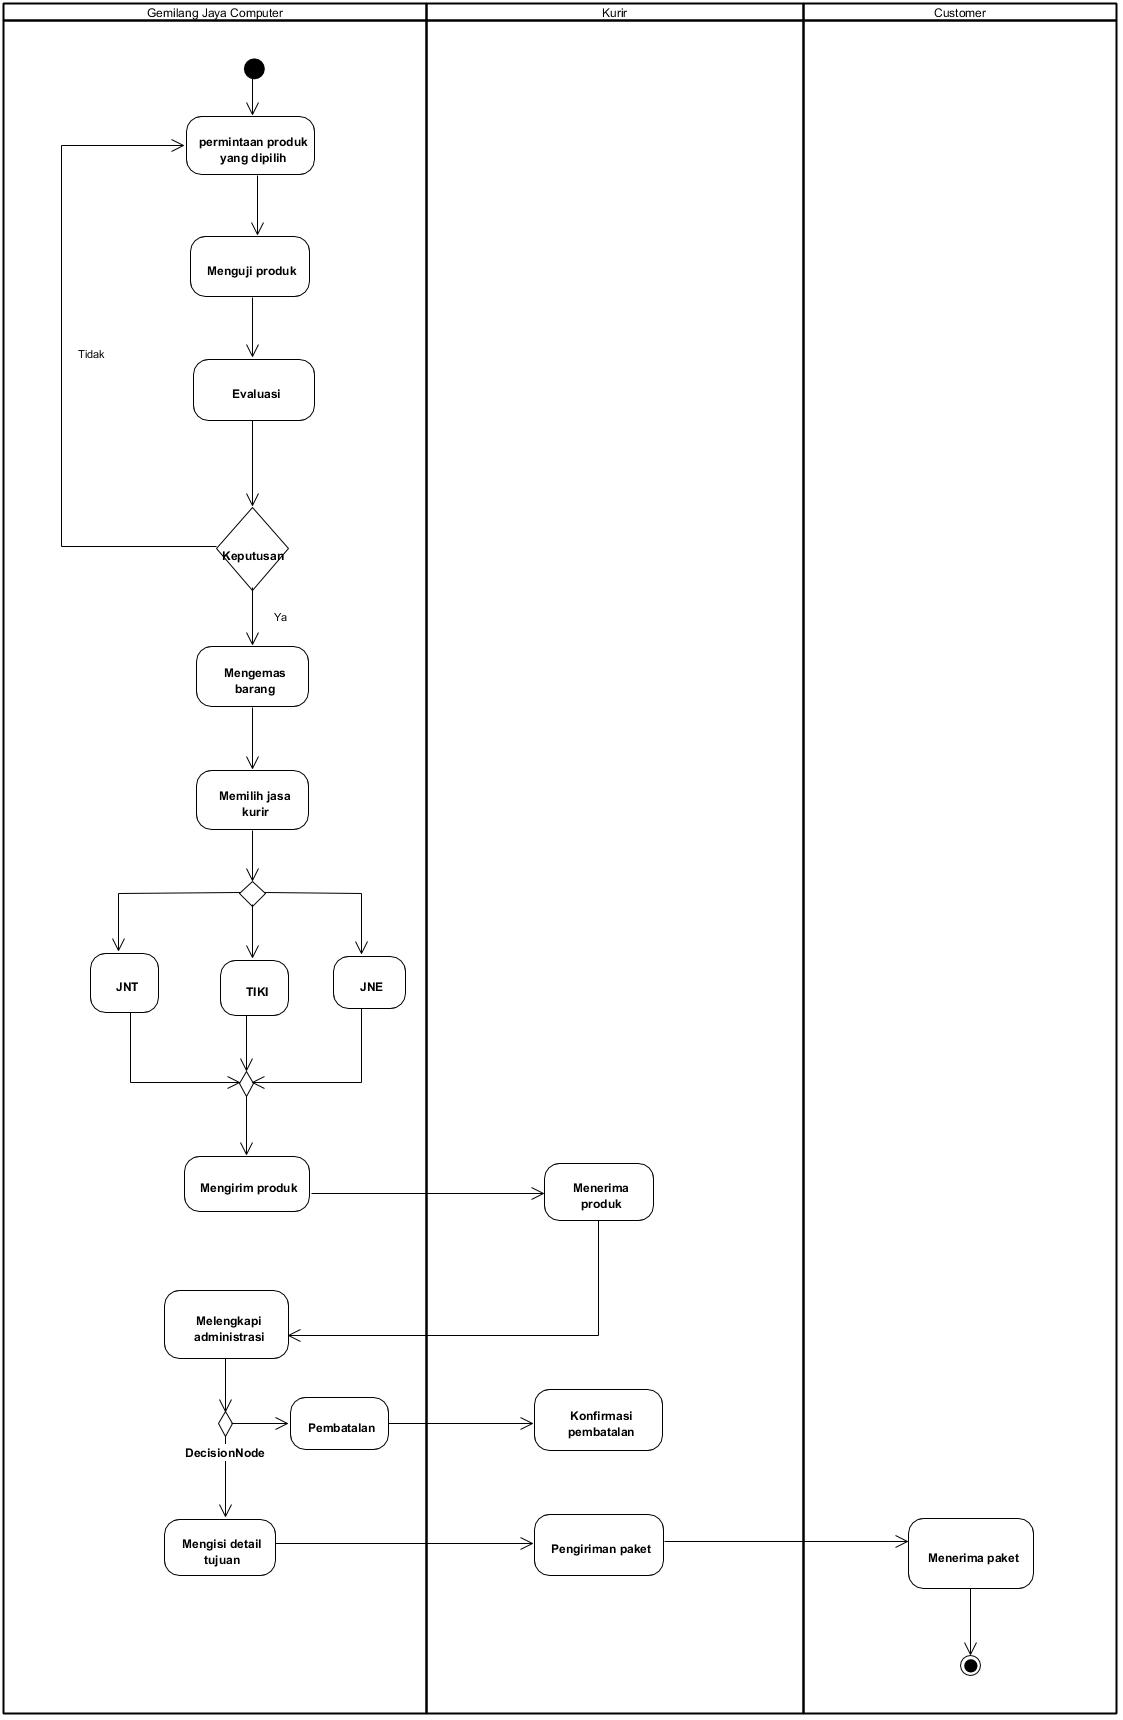 Gemilang Jaya Computer
Kurir
Customer
permintaan produk
yang dipilih
Menguji produk
Tidak
Evaluasi
Keputusan
Ya
Mengemas
barang
Memilih jasa
kurir
JNT
TIKI
JNE
Mengirim produk
Menerima
produk
Melengkapi
administrasi
Pembatalan
Konfirmasi
pembatalan
DecisionNode
Mengisi detail
tujuan
Pengiriman paket
Menerima paket